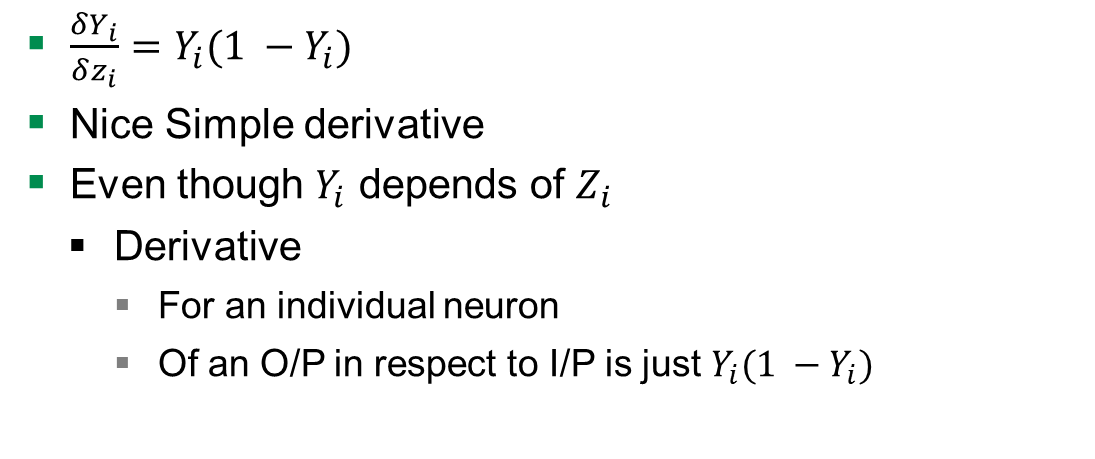 ▪ δY_i/δz_i = Y_i(1 − Y_i)
▪ Nice Simple derivative
▪ Even though Y_i depends of Z_i
▪ Derivative
▪ For an individual neuron
▪ Of an O/P in respect to I/P is just Y_i(1 − Y_i)